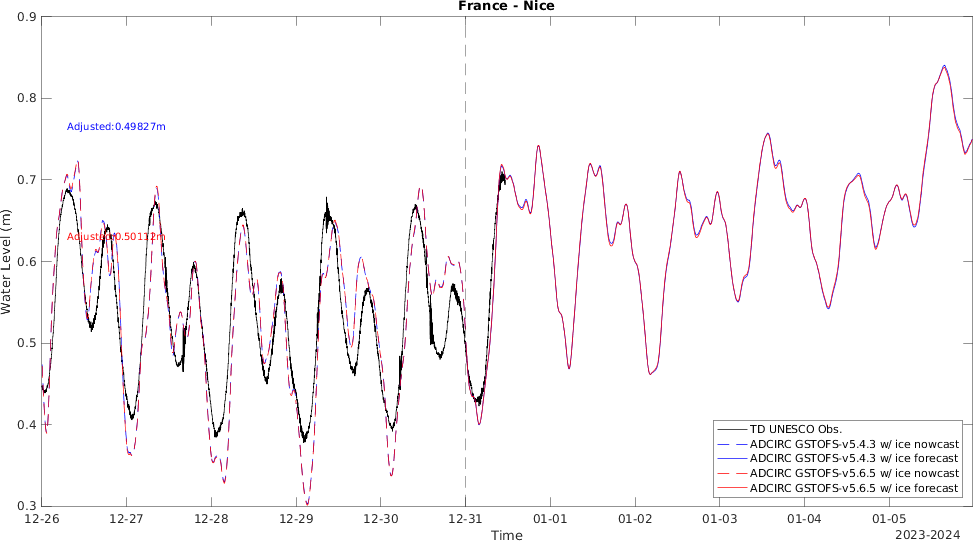 France - Nice
0.9
0.8
0.7
0.6
0.5
0.4
0.3
Water Level (m)
Adjusted:0.49827m
Adjusted:0.50112m
TD UNESCO Obs.
ADCIRC GSTOFS-v5.4.3 w/ ice nowcast
ADCIRC GSTOFS-v5.4.3 w/ ice forecast
ADCIRC GSTOFS-v5.6.5 w/ ice nowcast
ADCIRC GSTOFS-v5.6.5 w/ ice forecast
12-26 12-27 12-28 12-29 12-30 12-31 01-01 01-02 01-03 01-04 01-05
Time
2023-2024